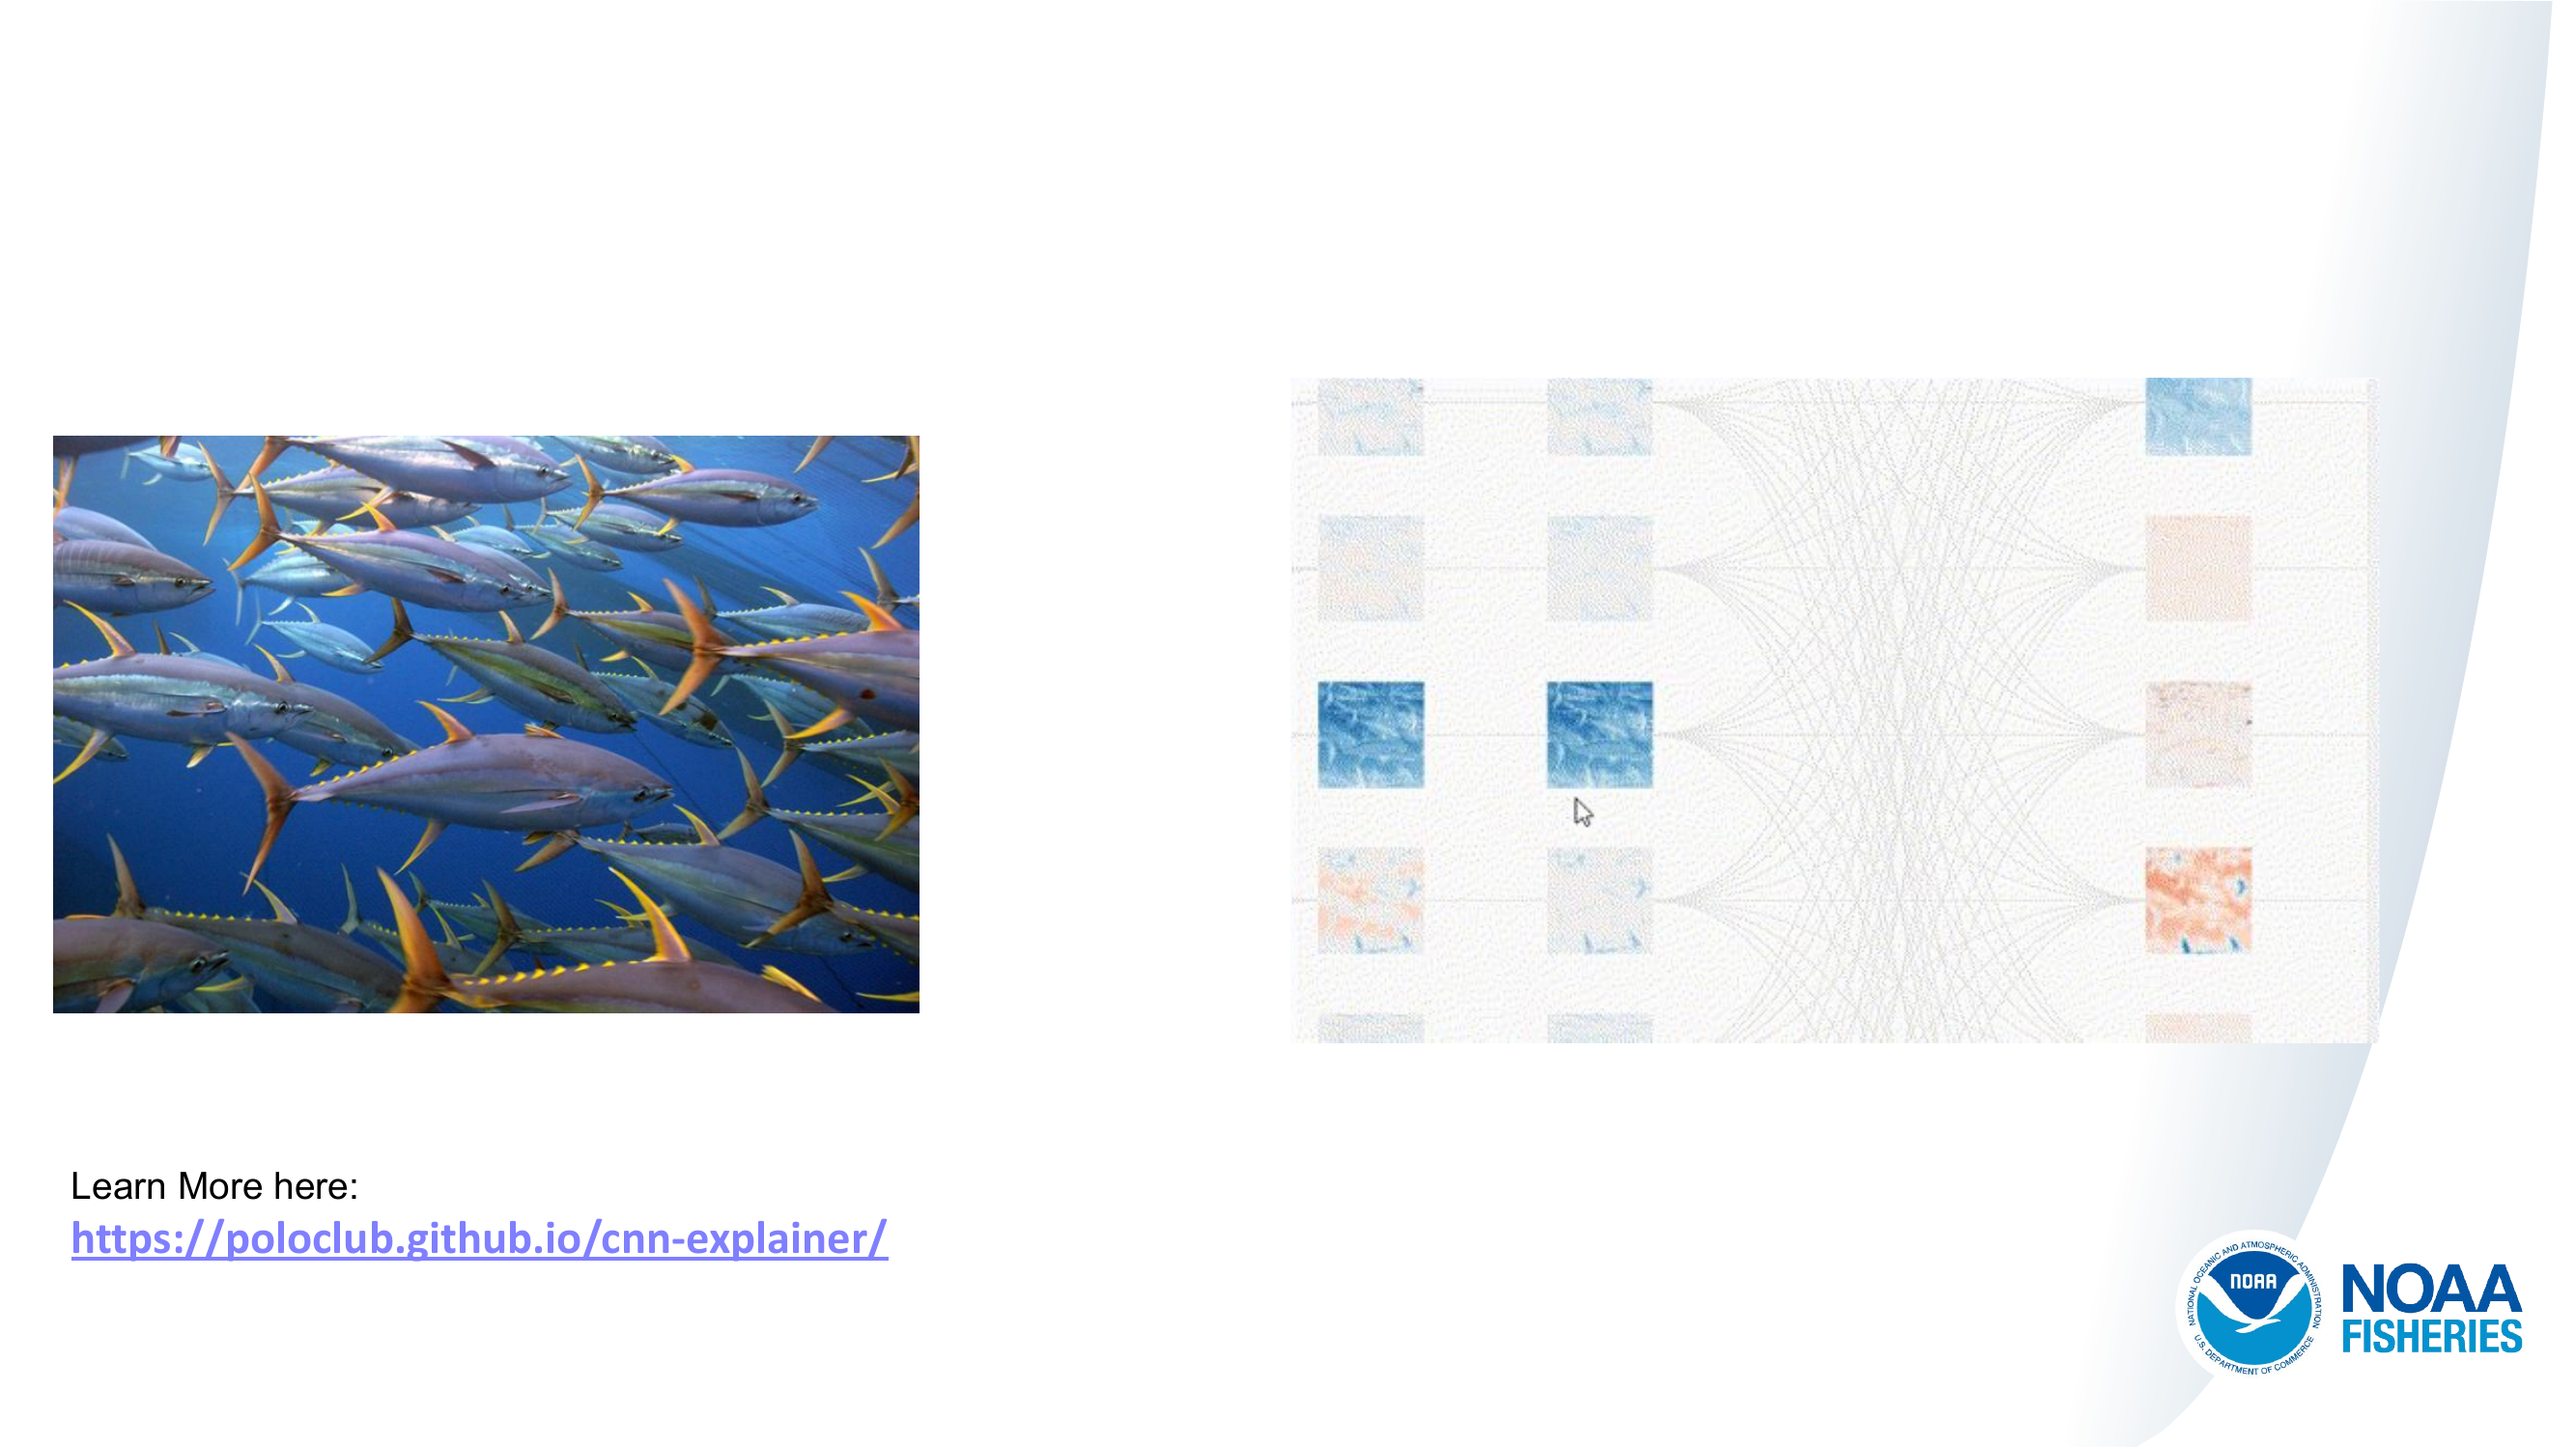 Learn More here:
https://poloclub.github.io/cnn-explainer/
NATIONAL OCEANIC AND ATMOSPHERIC ADMINISTRATION
NOAA
U.S. DEPARTMENT OF COMMERCE
NOAA
FISHERIES